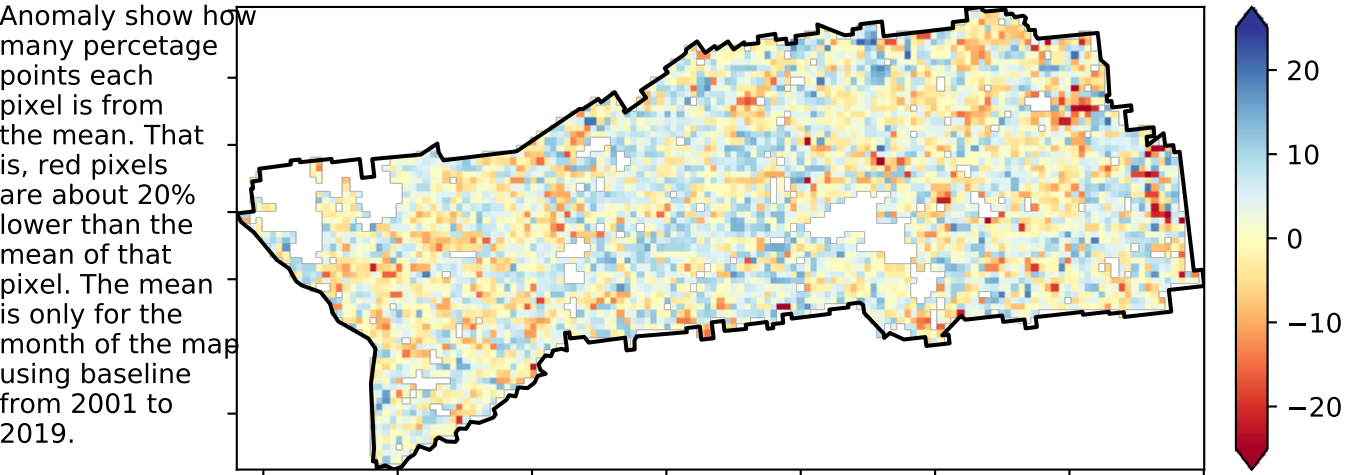 Anomaly show how
many percetage
points each
pixel is from
the mean. That
is, red pixels
are about 20%
lower than the
mean of that
pixel. The mean
is only for the
month of the map
using baseline
from 2001 to
2019.
20
10
0
−10
−20